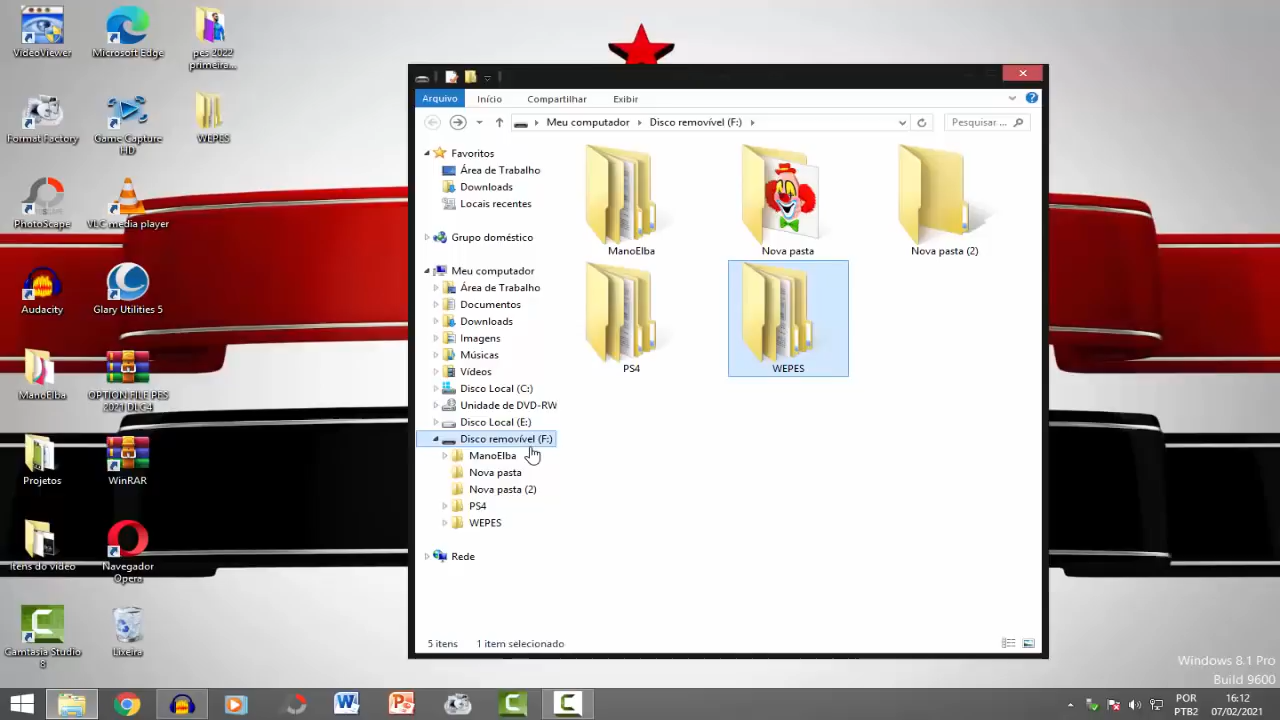 VideoViewer
Microsoft Edge
pes 2022
primeira...
Format Factory
Game Capture
HD
WEPES
PhotoScape
VLC media player
Audacity
Glary Utilities 5
ManoElba
OPTION FILE PES
2021 DLC4
Projetos
WinRAR
itens do video
Navegador
Opera
Camtasia Studio
8
Lixeira
Arquivo
Início
Compartilhar
Exibir
Meu computador
Disco removível (F:)
Pesquisar ...
Favoritos
Área de Trabalho
Downloads
Locais recentes
Grupo doméstico
Meu computador
Área de Trabalho
Documentos
Downloads
Imagens
Músicas
Vídeos
Disco Local (C:)
Unidade de DVD-RW
Disco Local (E:)
Disco removível (F:)
ManoElba
Nova pasta
Nova pasta (2)
PS4
WEPES
Rede
ManoElba
Nova pasta
Nova pasta (2)
PS4
WEPES
5 itens
1 item selecionado
Windows 8.1 Pro
Build 9600
POR
PTB2
16:12
07/02/2021